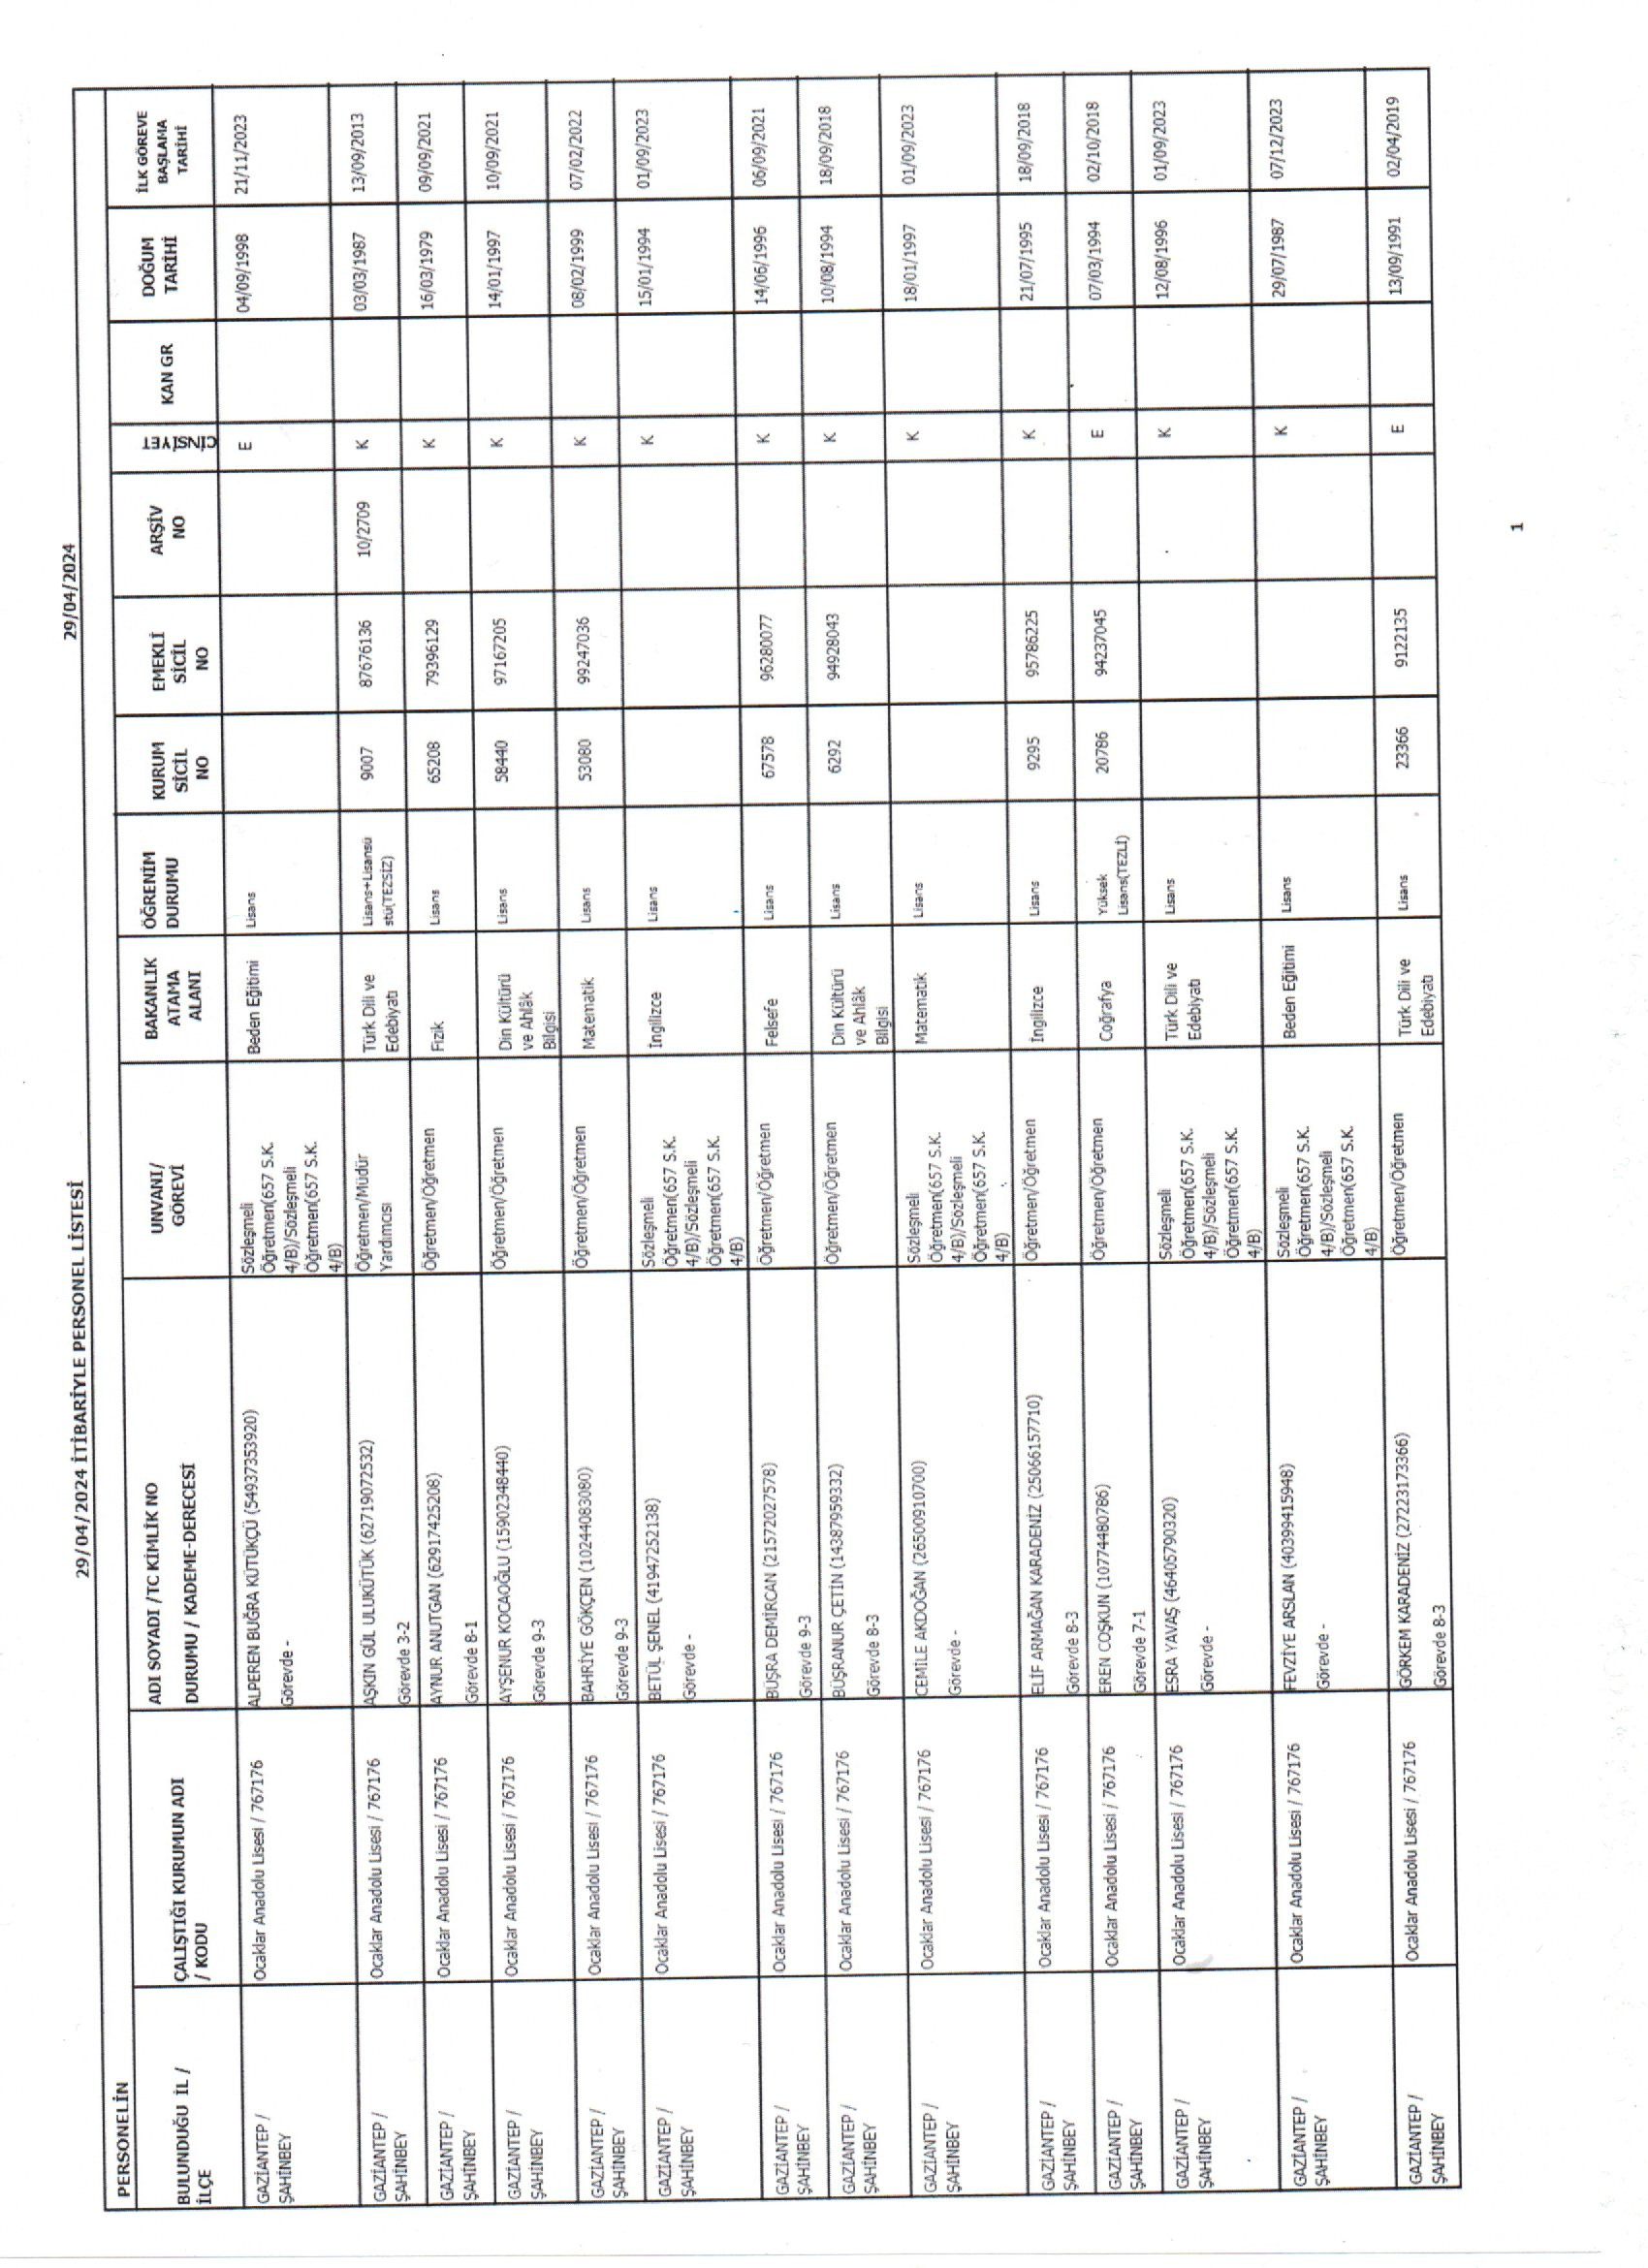 29/04/2024 İTİBARİYLE PERSONEL LİSTESİ
29/04/2024
PERSONELİN
BULUNDUĞU İL /
İLÇE
ÇALIŞTIĞI KURUMUN ADI
/ KODU
ADI SOYADI /TC KİMLİK NO
DURUMU / KADEME-DERECESİ
UNVANI/
GÖREVİ
BAKANLIK
ATAMA
ALANI
ÖĞRENİM
DURUMU
KURUM
SİCİL
NO
EMEKLİ
SİCİL
NO
ARŞİV
NO
CİNSİYET
KAN GR
DOĞUM
TARİHİ
İLK GÖREVE
BAŞLAMA
TARİHİ
GAZİANTEP /
ŞAHİNBEY
Ocaklar Anadolu Lisesi / 767176
ALPEREN BUĞRA KÜTÜKÇÜ (54937353920)
Görevde -
Sözleşmeli
Öğretmen(657 S.K.
4/B)/Sözleşmeli
Öğretmen(657 S.K.
4/B)
Beden Eğitimi
Lisans
E
04/09/1998
21/11/2023
GAZİANTEP /
ŞAHİNBEY
Ocaklar Anadolu Lisesi / 767176
AŞKIN GÜL ULUKÜTÜK (62719072532)
Görevde 3-2
Öğretmen/Müdür
Yardımcısı
Türk Dili ve
Edebiyatı
Lisans+Lisansü
stü(TEZSİZ)
9007
87676136
10/2709
K
03/03/1987
13/09/2013
GAZİANTEP /
ŞAHİNBEY
Ocaklar Anadolu Lisesi / 767176
AYNUR ANUTGAN (62917425208)
Görevde 8-1
Öğretmen/Öğretmen
Fizik
Lisans
65208
79396129
K
16/03/1979
09/09/2021
GAZİANTEP /
ŞAHİNBEY
Ocaklar Anadolu Lisesi / 767176
AYŞENUR KOCAOĞLU (15902348440)
Görevde 9-3
Öğretmen/Öğretmen
Din Kültürü
ve Ahlâk
Bilgisi
Lisans
58440
97167205
K
14/01/1997
10/09/2021
GAZİANTEP /
ŞAHİNBEY
Ocaklar Anadolu Lisesi / 767176
BAHRİYE GÖKÇEN (10244083080)
Görevde 9-3
Öğretmen/Öğretmen
Matematik
Lisans
53080
99247036
K
08/02/1999
07/02/2022
GAZİANTEP /
ŞAHİNBEY
Ocaklar Anadolu Lisesi / 767176
BETÜL ŞENEL (41947252138)
Görevde -
Sözleşmeli
Öğretmen(657 S.K.
4/B)/Sözleşmeli
Öğretmen(657 S.K.
4/B)
İngilizce
Lisans
K
15/01/1994
01/09/2023
GAZİANTEP /
ŞAHİNBEY
Ocaklar Anadolu Lisesi / 767176
BÜŞRA DEMİRCAN (21572027578)
Görevde 9-3
Öğretmen/Öğretmen
Felsefe
Lisans
67578
96280077
K
14/06/1996
06/09/2021
GAZİANTEP /
ŞAHİNBEY
Ocaklar Anadolu Lisesi / 767176
BÜŞRANUR ÇETİN (14387959332)
Görevde 8-3
Öğretmen/Öğretmen
Din Kültürü
ve Ahlâk
Bilgisi
Lisans
6292
94928043
K
10/08/1994
18/09/2018
GAZİANTEP /
ŞAHİNBEY
Ocaklar Anadolu Lisesi / 767176
CEMİLE AKDOĞAN (26500910700)
Görevde -
Sözleşmeli
Öğretmen(657 S.K.
4/B)/Sözleşmeli
Öğretmen(657 S.K.
4/B)
Matematik
Lisans
K
18/01/1997
01/09/2023
GAZİANTEP /
ŞAHİNBEY
Ocaklar Anadolu Lisesi / 767176
ELİF ARMAĞAN KARADENİZ (25066157710)
Görevde 8-3
Öğretmen/Öğretmen
İngilizce
Lisans
9295
95786225
K
21/07/1995
18/09/2018
GAZİANTEP /
ŞAHİNBEY
Ocaklar Anadolu Lisesi / 767176
EREN COŞKUN (10774480786)
Görevde 7-1
Öğretmen/Öğretmen
Coğrafya
Yüksek
Lisans(TEZLİ)
20786
94237045
E
07/03/1994
02/10/2018
GAZİANTEP /
ŞAHİNBEY
Ocaklar Anadolu Lisesi / 767176
ESRA YAVAŞ (46405790320)
Görevde -
Sözleşmeli
Öğretmen(657 S.K.
4/B)/Sözleşmeli
Öğretmen(657 S.K.
4/B)
Türk Dili ve
Edebiyatı
Lisans
K
12/08/1996
01/09/2023
GAZİANTEP /
ŞAHİNBEY
Ocaklar Anadolu Lisesi / 767176
FEVZİYE ARSLAN (40399415948)
Görevde -
Sözleşmeli
Öğretmen(657 S.K.
4/B)/Sözleşmeli
Öğretmen(657 S.K.
4/B)
Beden Eğitimi
Lisans
K
29/07/1987
07/12/2023
GAZİANTEP /
ŞAHİNBEY
Ocaklar Anadolu Lisesi / 767176
GÖRKEM KARADENİZ (27223173366)
Görevde 8-3
Öğretmen/Öğretmen
Türk Dili ve
Edebiyatı
Lisans
23366
9122135
E
13/09/1991
02/04/2019
1